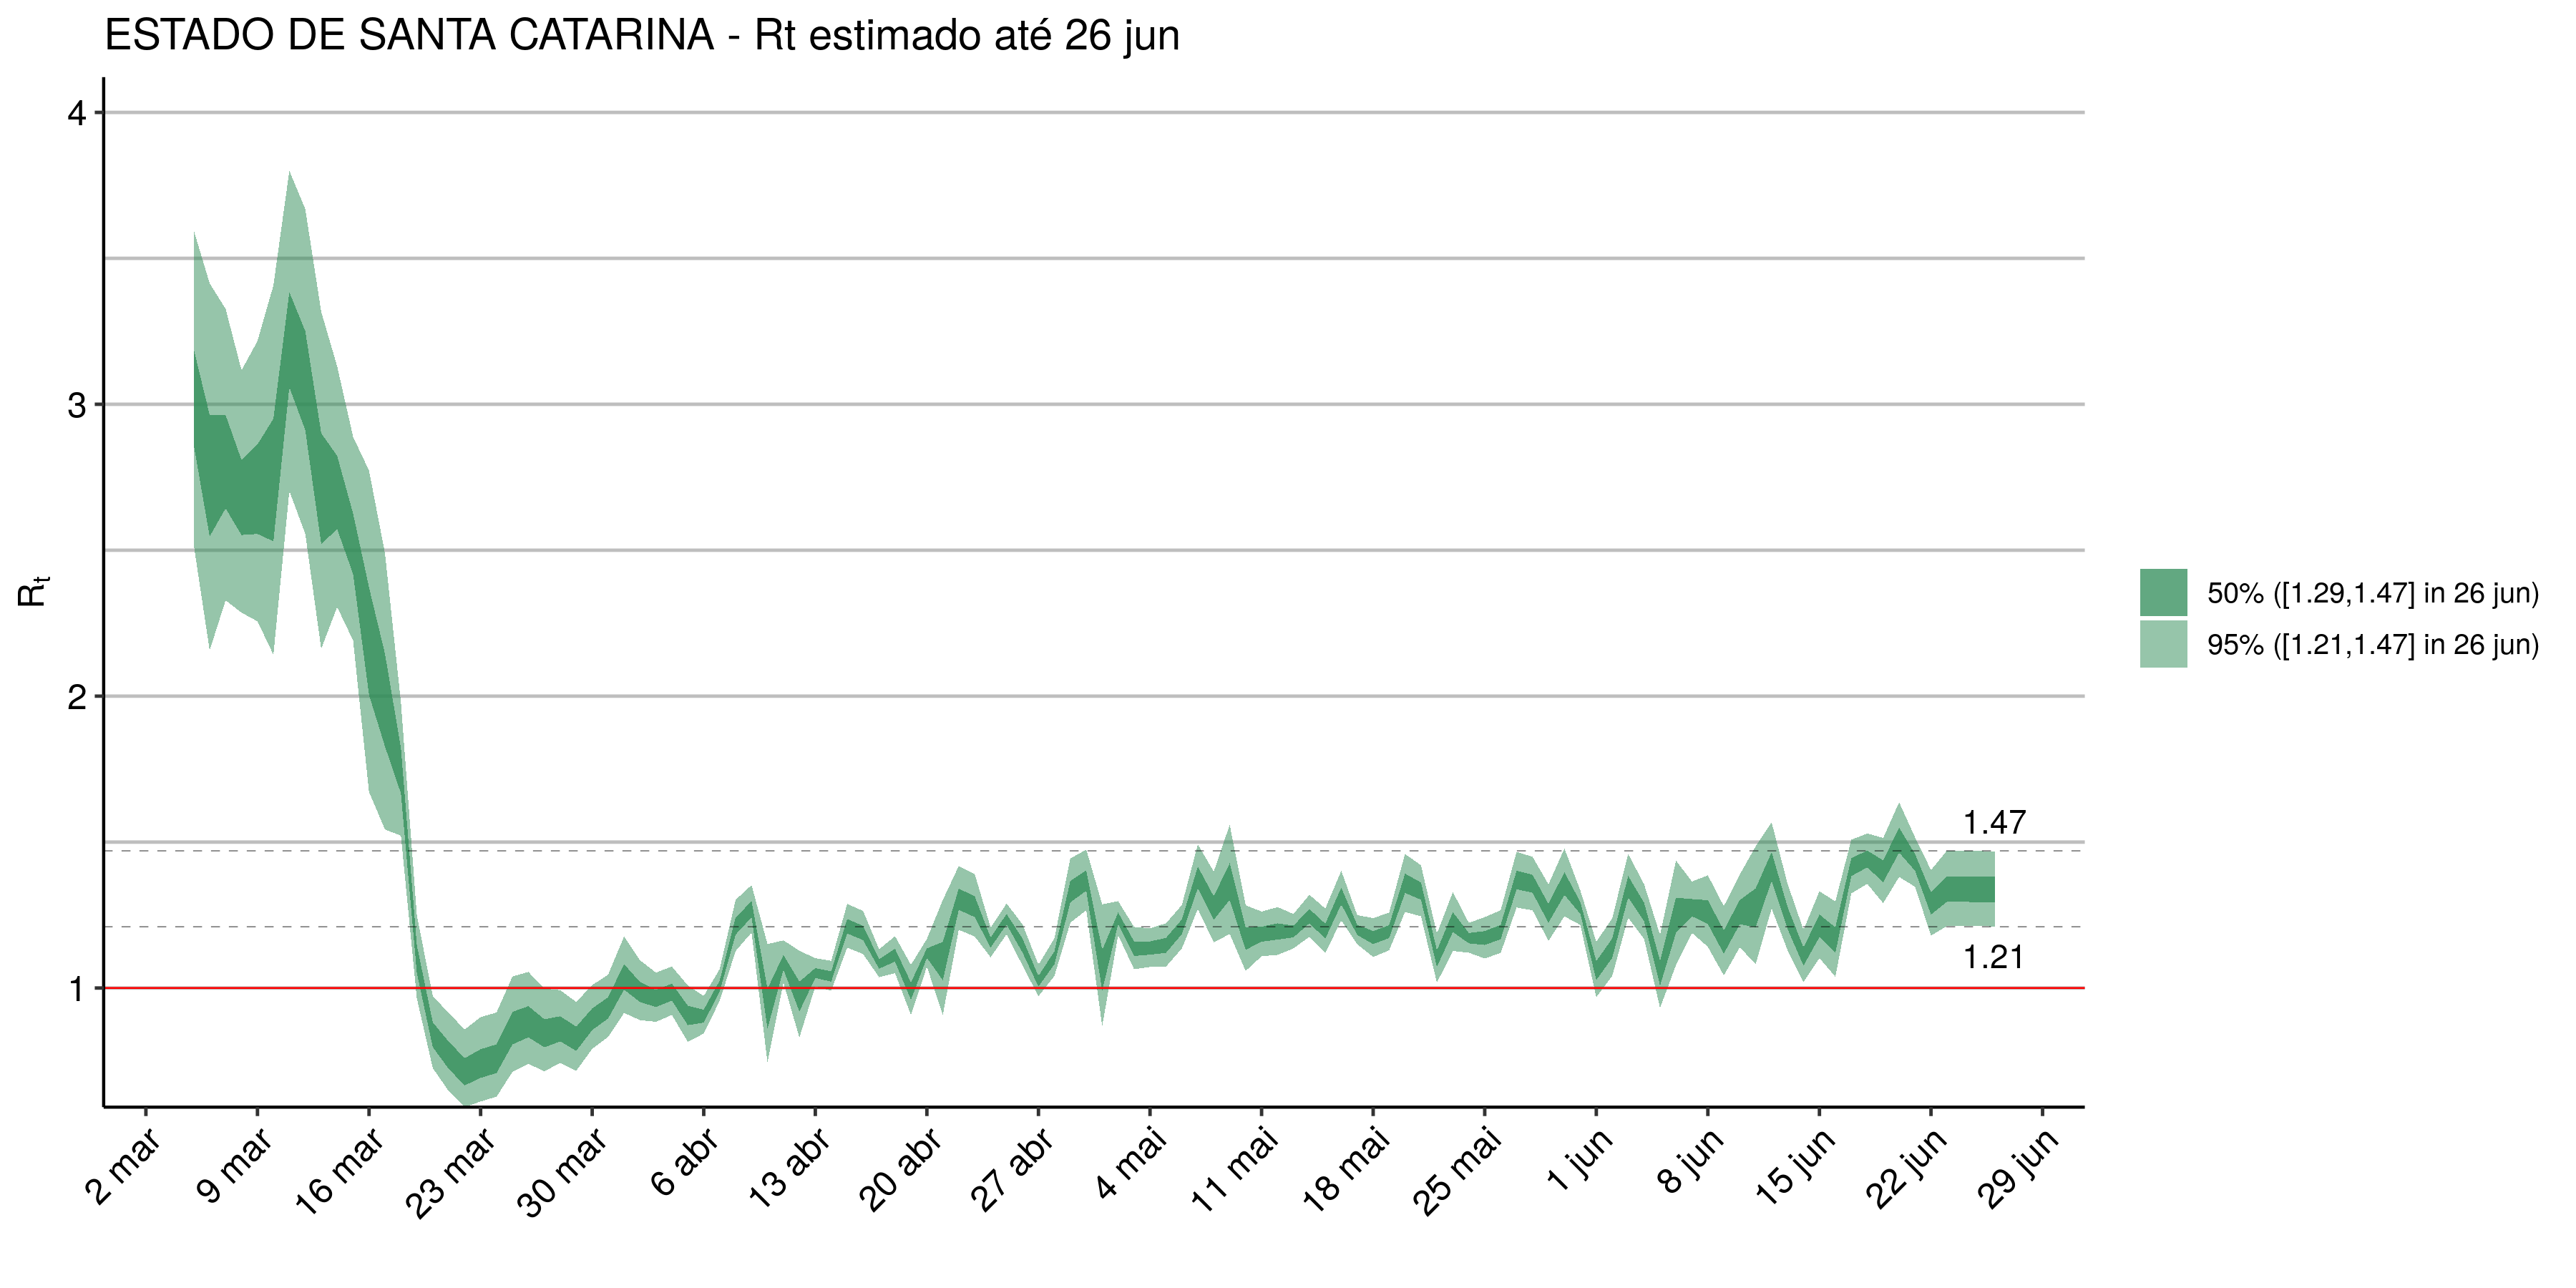 ESTADO DE SANTA CATARINA - Rt estimado até 26 jun
4
3
2
1
Rt
1.47
1.21
50% ([1.29,1.47] in 26 jun)
95% ([1.21,1.47] in 26 jun)
2 mar
9 mar
16 mar
23 mar
30 mar
6 abr
13 abr
20 abr
27 abr
4 mai
11 mai
18 mai
25 mai
1 jun
8 jun
15 jun
22 jun
29 jun